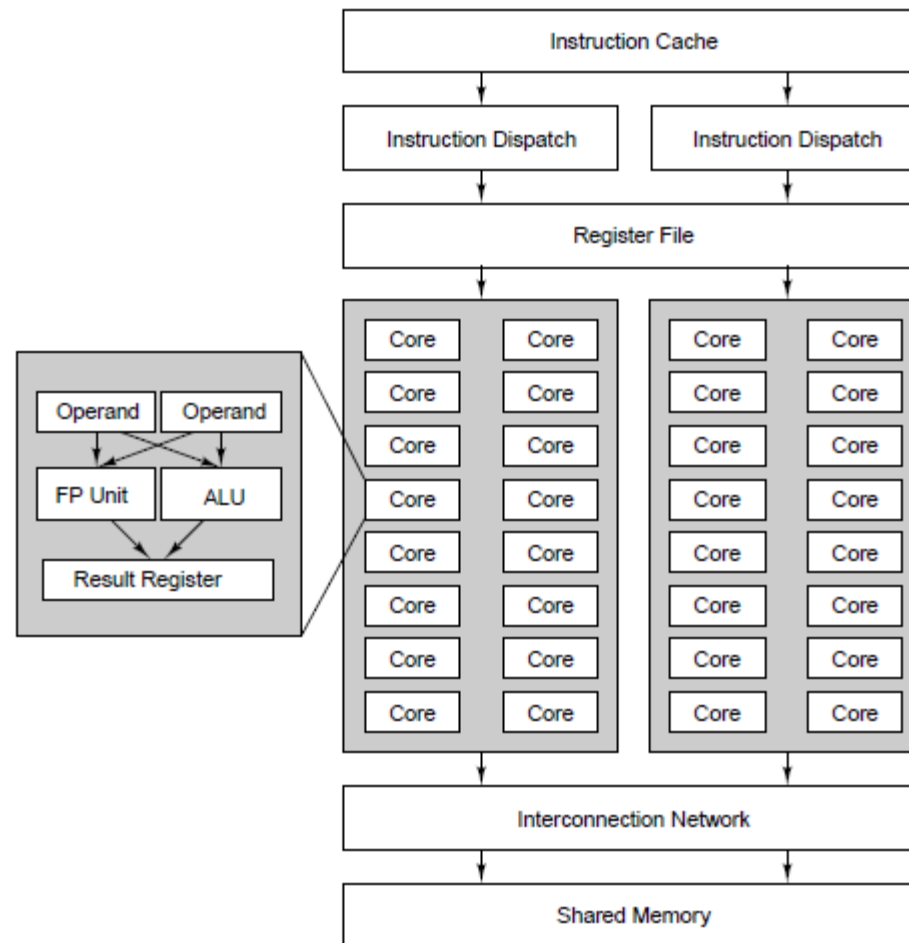 Instruction Cache
Instruction Dispatch Instruction Dispatch
Register File
Core Core Core Core
Core Core Core Core
Operand Operand
Core Core Core Core
FP Unit ALU
Core Core Core Core
Core Core Core Core
Result Register
Core Core Core Core
Core Core Core Core
Core Core Core Core
Interconnection Network
Shared Memory